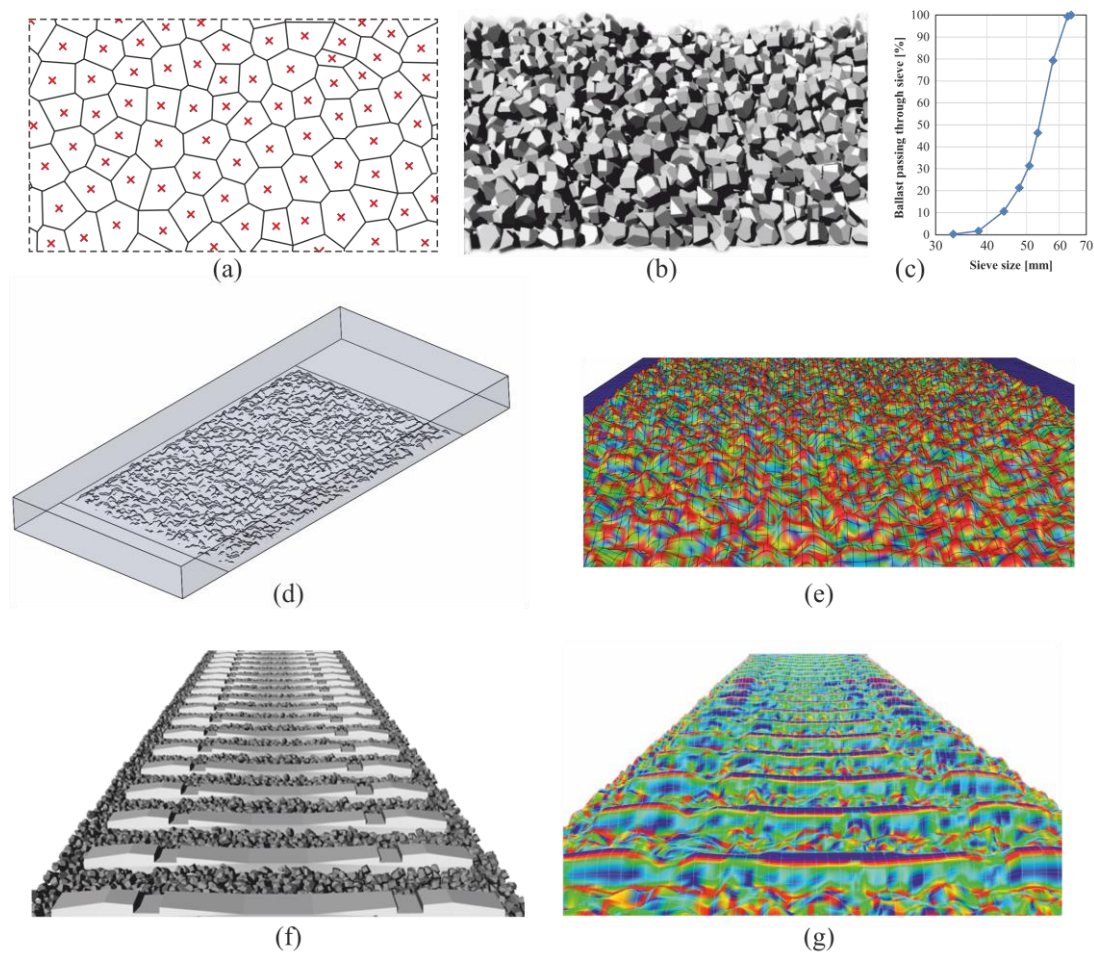 (a)
(b)
Ballast passing through sieve [%]
100
90
80
70
60
50
40
30
20
10
0
30 40 50 60 70
Sieve size [mm]
(c)
(d)
(e)
(f)
(g)